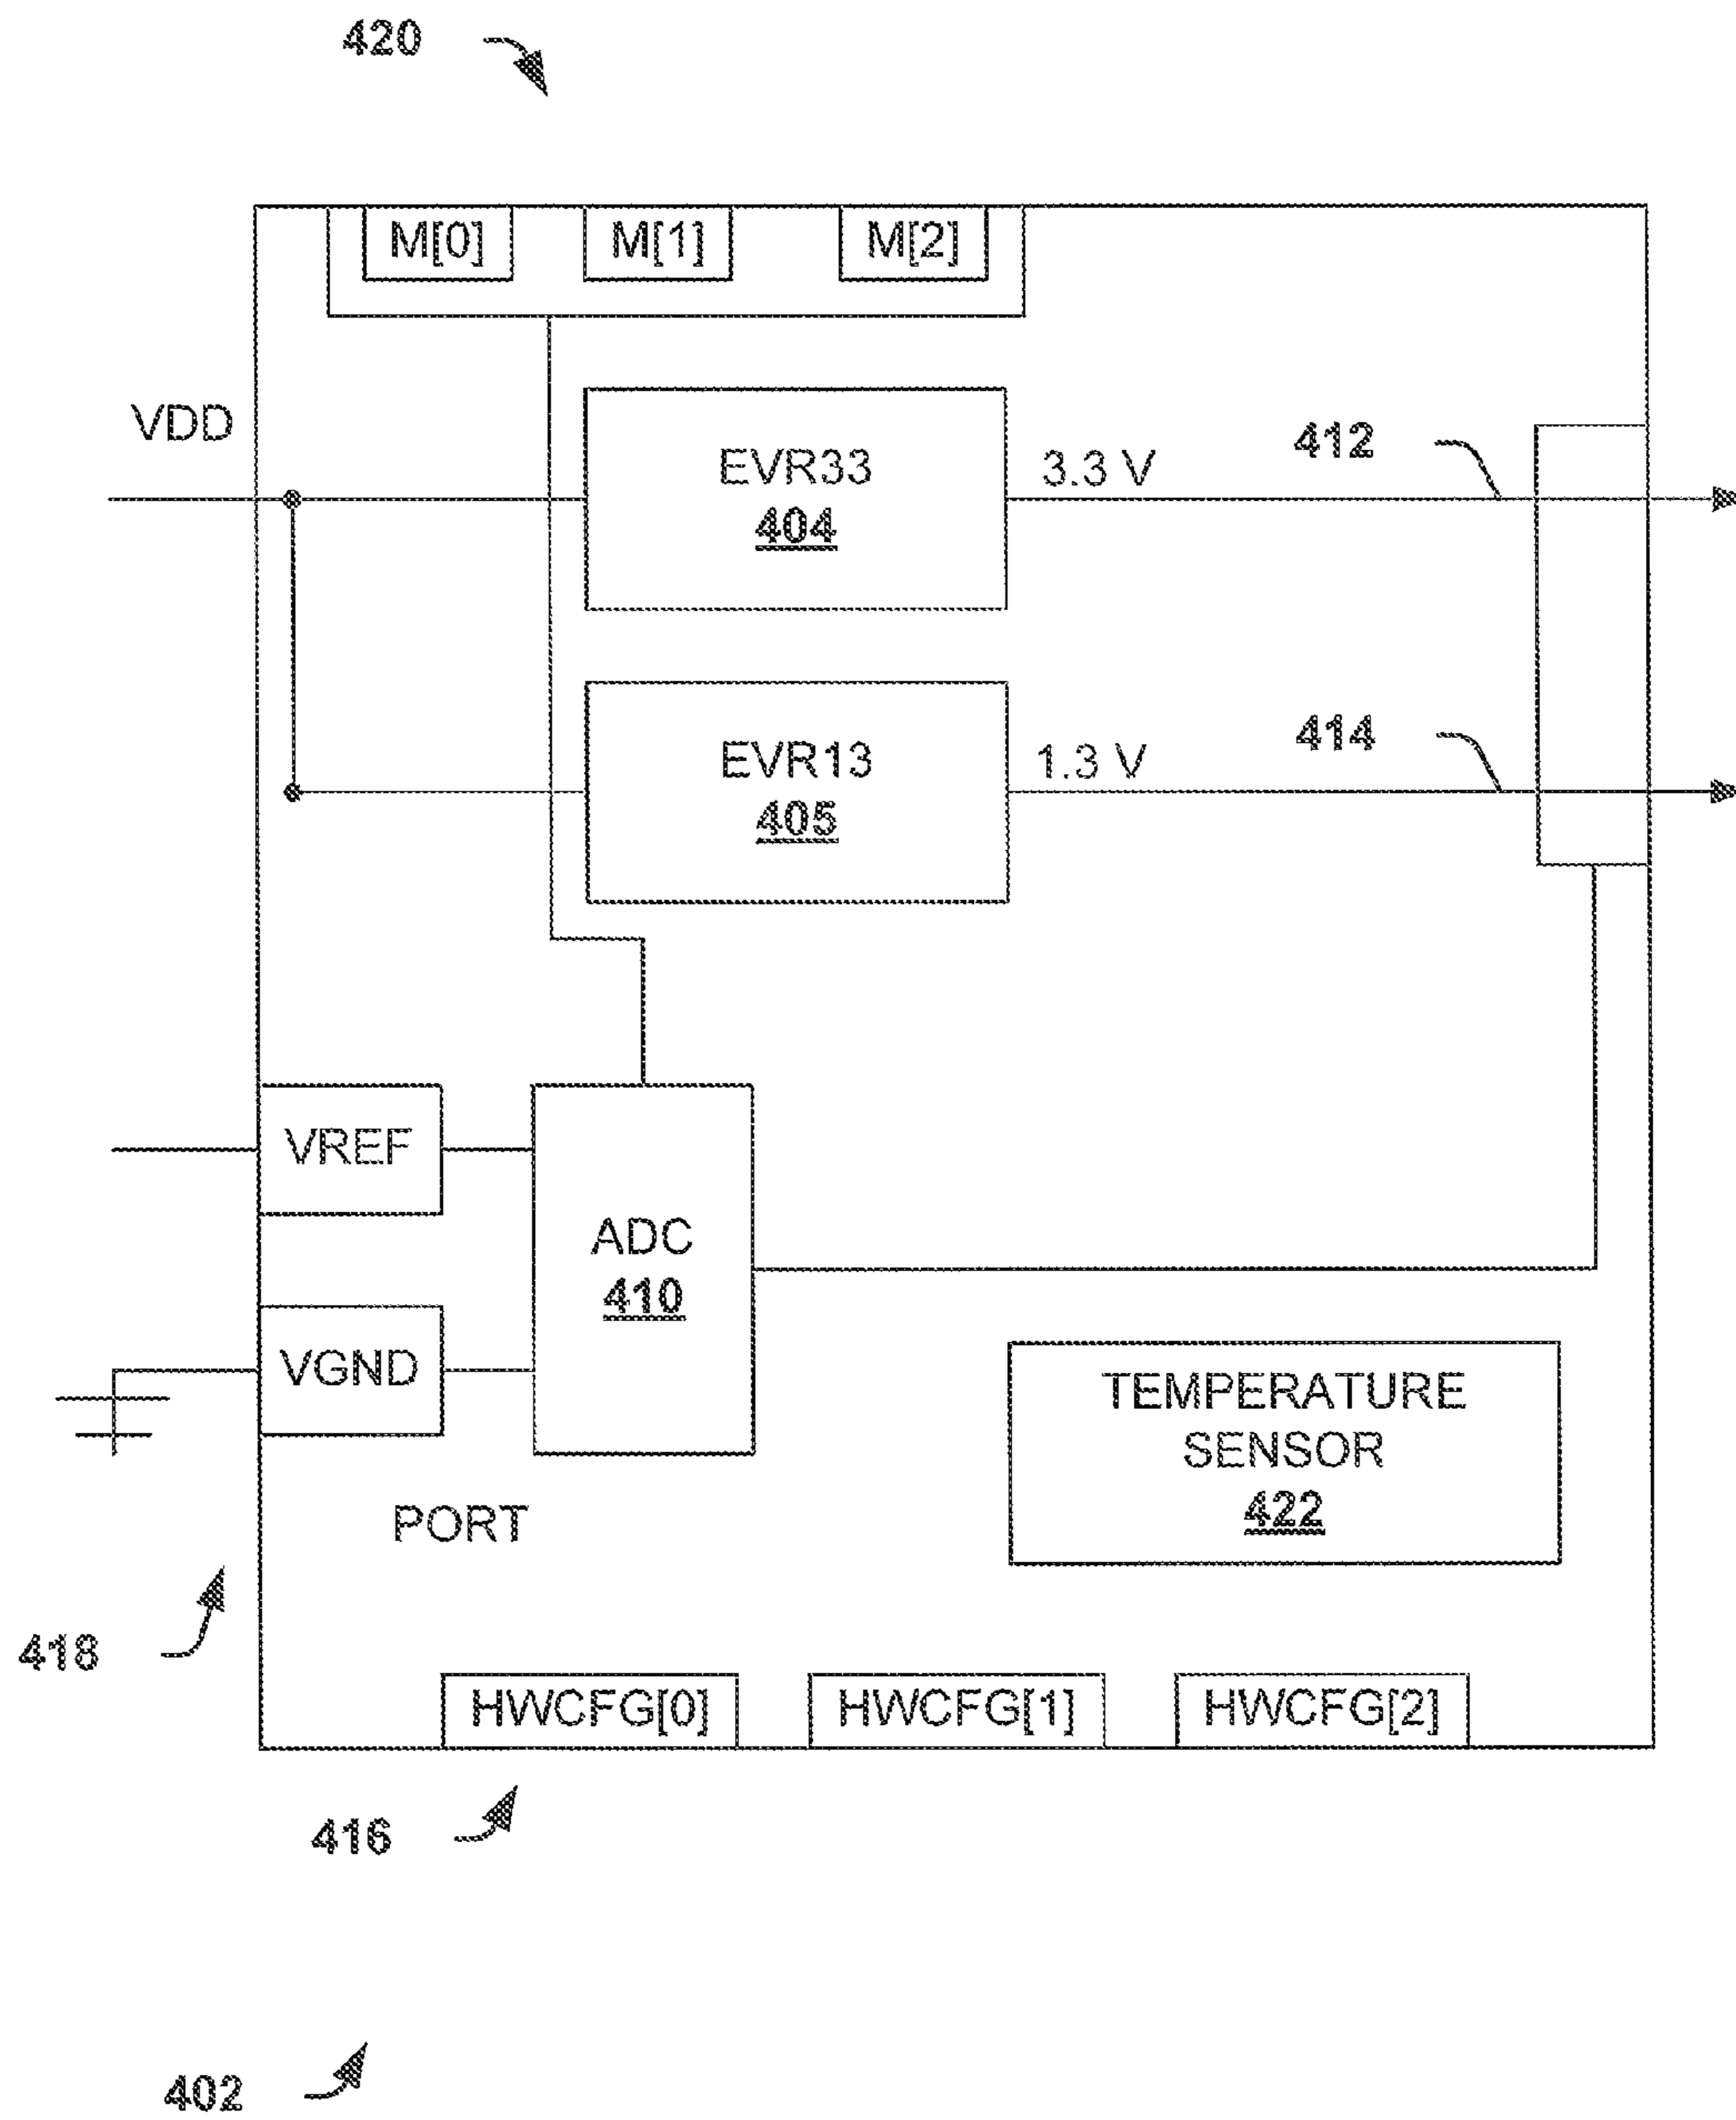 420
M[0] M[1] M[2]
VDD
EVR33
404
3.3 V
412
EVR13
405
1.3 V
414
VREF
ADC
410
VGND
TEMPERATURE
SENSOR
422
PORT
418
HWCFG[0] HWCFG[1] HWCFG[2]
416
402